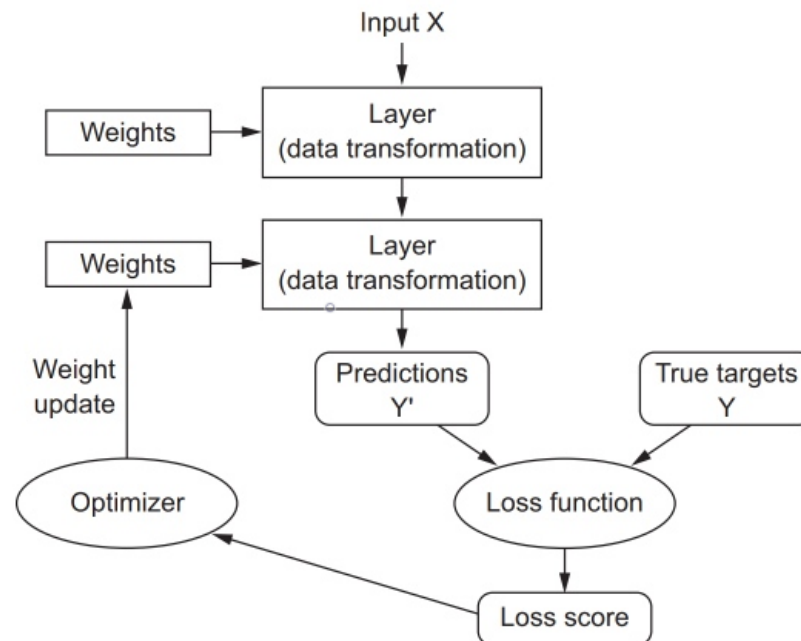 Input X
Weights
Layer
(data transformation)
Weights
Layer
(data transformation)
Weight
update
Predictions
Y'
True targets
Y
Optimizer
Loss function
Loss score